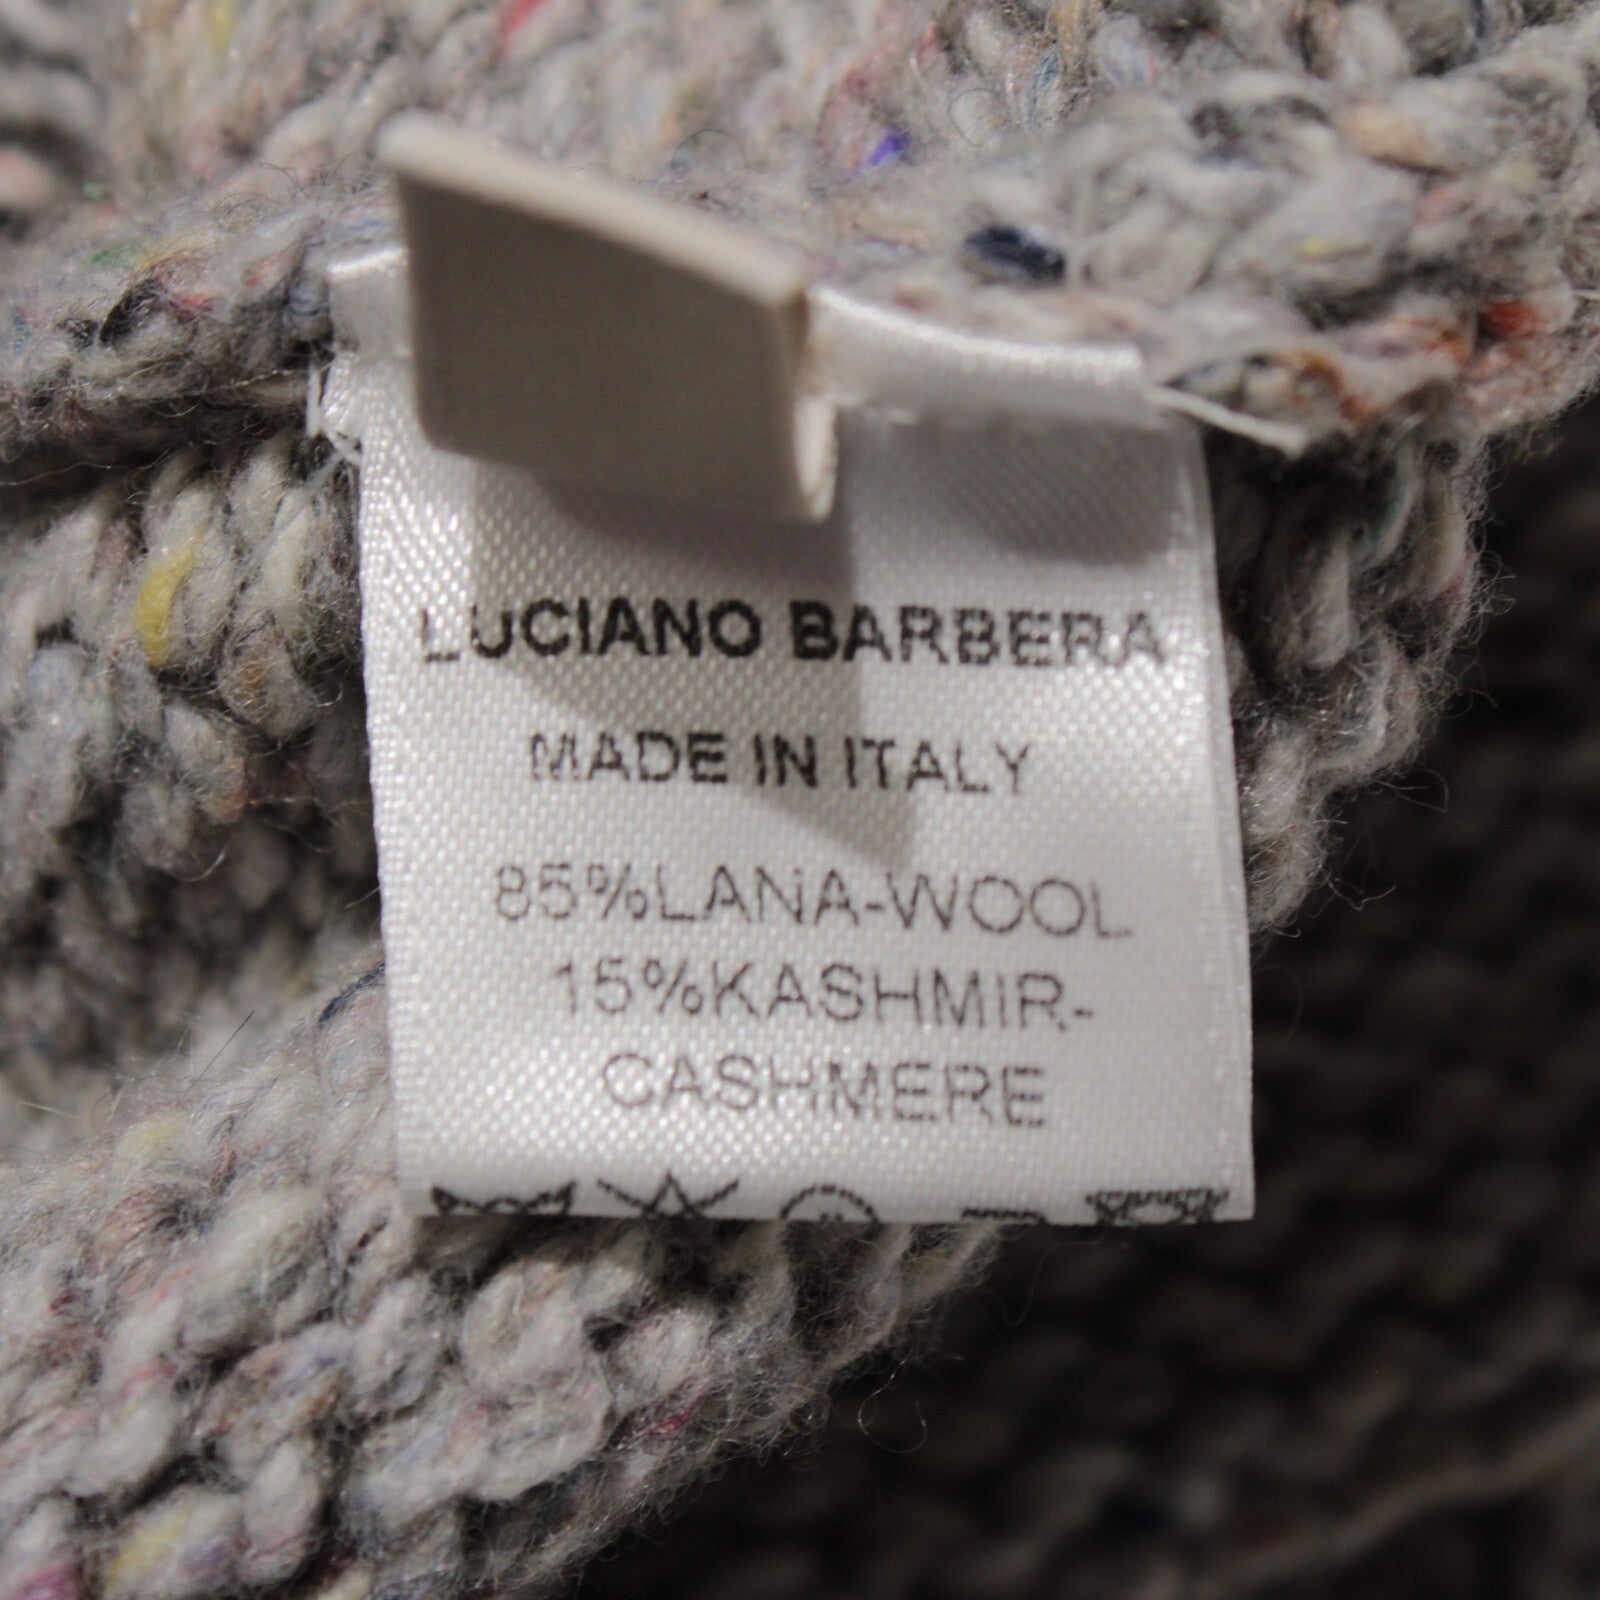 LUCIANO BARBERA
MADE IN ITALY
85%LANA-WOOL
15%KASHMIR-
CASHMERE